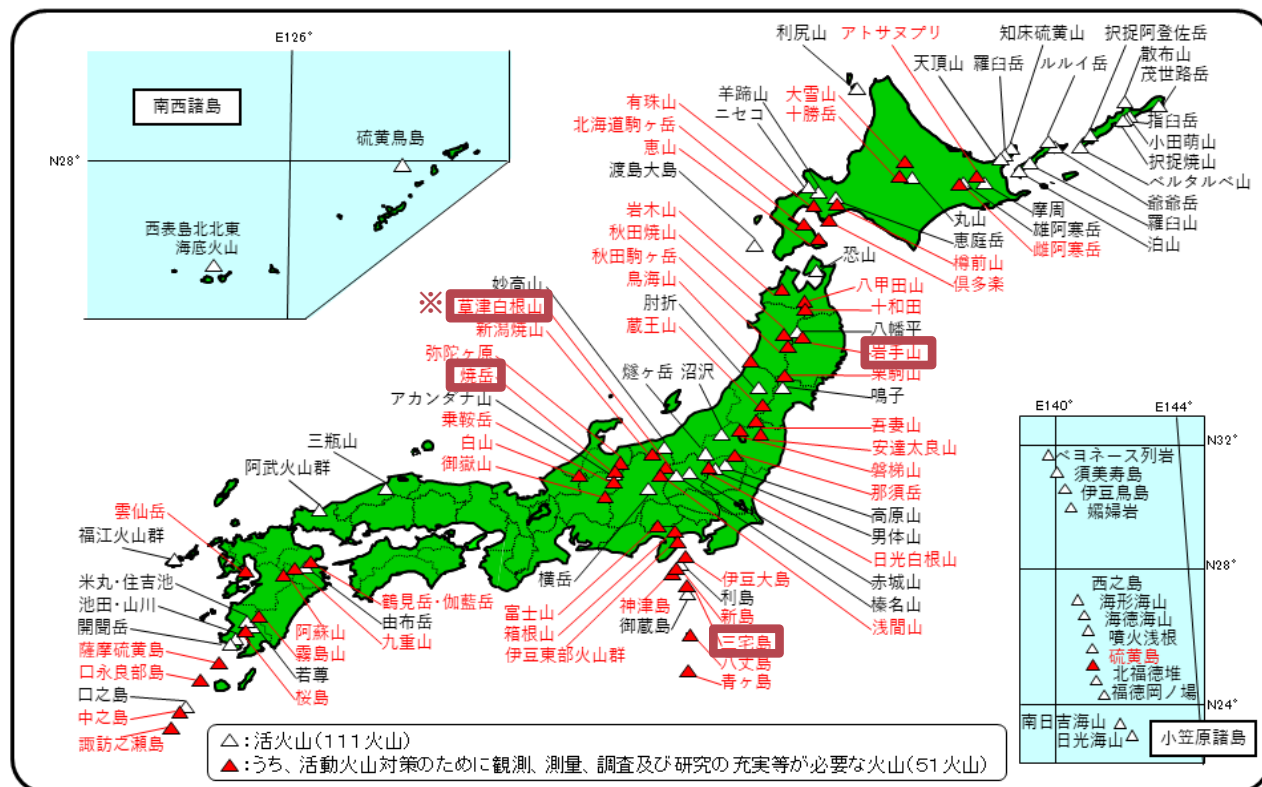 E126°
南西諸島
硫黄鳥島
N28°
西表島北北東
海底火山
利尻山
アトサヌプリ
知床硫黄山
択捉阿登佐岳
天頂山
羅臼岳
ルルイ岳
散布山
茂世路岳
羊蹄山
ニセコ
大雪山
十勝岳
有珠山
北海道駒ヶ岳
恵山
渡島大島
指臼岳
小田萌山
択捉焼山
ベルタルベ山
爺爺岳
羅臼山
泊山
摩周
雄阿寒岳
雌阿寒岳
丸山
恵庭岳
樽前山
倶多楽
岩木山
秋田焼山
秋田駒ヶ岳
鳥海山
肘折
蔵王山
恐山
八甲田山
十和田
八幡平
岩手山
栗駒山
鳴子
妙高山
※
草津白根山
新潟焼山
弥陀ヶ原
焼岳
アカンダナ山
乗鞍岳
白山
御嶽山
燧ヶ岳
沼沢
吾妻山
安達太良山
磐梯山
那須岳
高原山
男体山
日光白根山
赤城山
榛名山
浅間山
三瓶山
阿武火山群
雲仙岳
福江火山群
米丸・住吉池
池田・山川
開聞岳
薩摩硫黄島
口永良部島
口之島
中之島
諏訪之瀬島
鶴見岳・伽藍岳
由布岳
九重山
阿蘇山
霧島山
若尊
桜島
横岳
富士山
箱根山
伊豆東部火山群
伊豆大島
利島
新島
神津島
御蔵島
三宅島
八丈島
青ヶ島
E140°
E144°
N32°
ベヨネース列岩
須美寿島
伊豆鳥島
孀婦岩
N28°
西之島
海形海山
海徳海山
噴火浅根
硫黄島
北福徳堆
福徳岡ノ場
N24°
南日吉海山
日光海山
小笠原諸島
△:活火山(111火山)
▲:うち、活動火山対策のために観測、測量、調査及び研究の充実等が必要な火山(51火山)